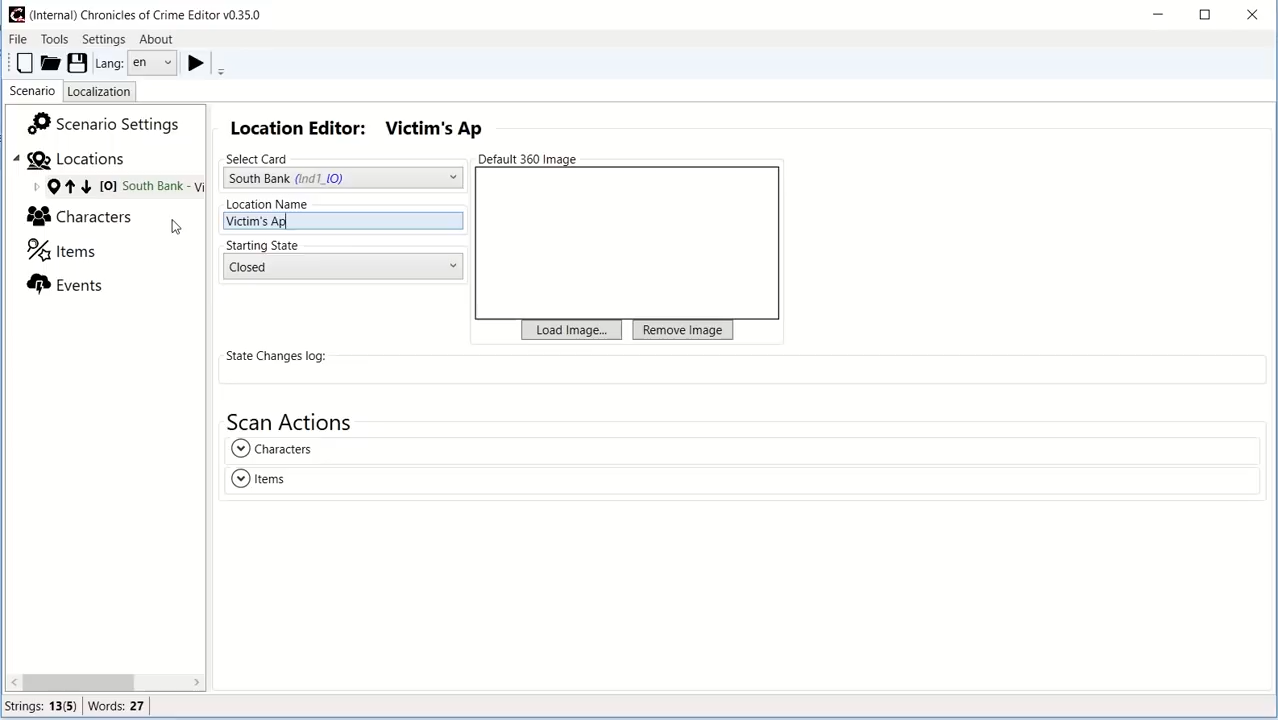 (Internal) Chronicles of Crime Editor v0.35.0
File Tools Settings About
Lang: en
Scenario Localization
Scenario Settings
Locations
[O] South Bank - Vi
Characters
Items
Events
Location Editor: Victim's Ap
Select Card
South Bank (lnd1_IO)
Location Name
Victim's Ap
Starting State
Closed
Default 360 Image
Load Image... Remove Image
State Changes log:
Scan Actions
Characters
Items
Strings: 13(5) Words: 27